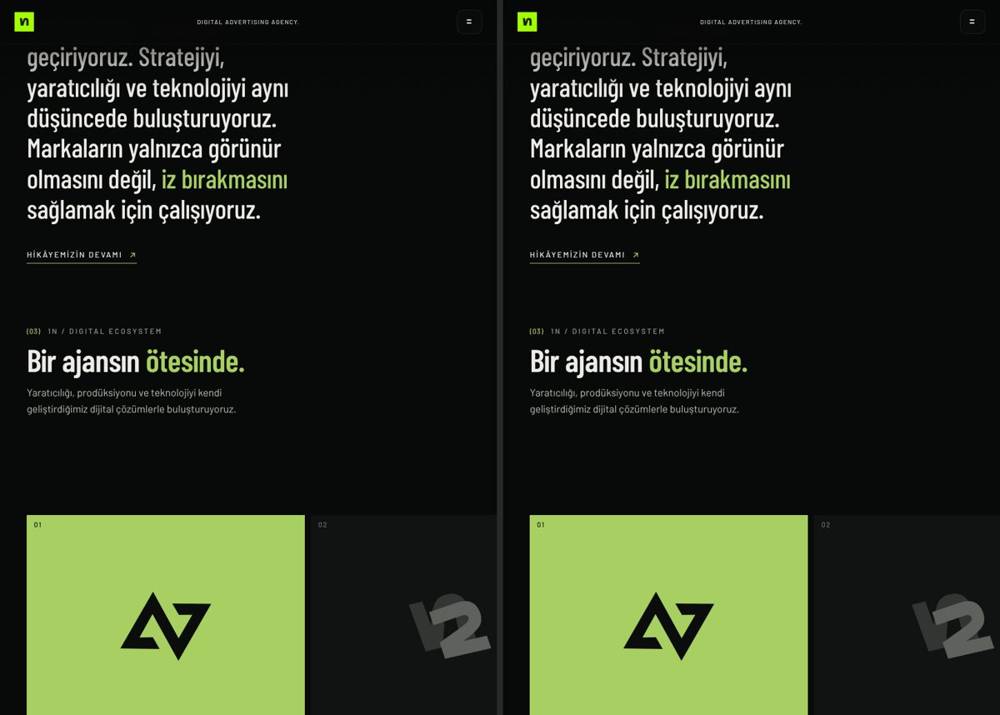 DIGITAL ADVERTISING AGENCY.
geçiriyoruz. Stratejiyi,
yaratıcılığı ve teknolojiyi aynı
düşüncede buluşturuyoruz.
Markaların yalnızca görünür
olmasını değil, iz bırakmasını
sağlamak için çalışıyoruz.
HİKÂYEMİZİN DEVAMI ↗
(03) 1N / DIGITAL ECOSYSTEM
Bir ajansın ötesinde.
Yaratıcılığı, prodüksiyonu ve teknolojiyi kendi
geliştirdiğimiz dijital çözümlerle buluşturuyoruz.
01
02
2
DIGITAL ADVERTISING AGENCY.
geçiriyoruz. Stratejiyi,
yaratıcılığı ve teknolojiyi aynı
düşüncede buluşturuyoruz.
Markaların yalnızca görünür
olmasını değil, iz bırakmasını
sağlamak için çalışıyoruz.
HİKÂYEMİZİN DEVAMI ↗
(03) 1N / DIGITAL ECOSYSTEM
Bir ajansın ötesinde.
Yaratıcılığı, prodüksiyonu ve teknolojiyi kendi
geliştirdiğimiz dijital çözümlerle buluşturuyoruz.
01
02
2